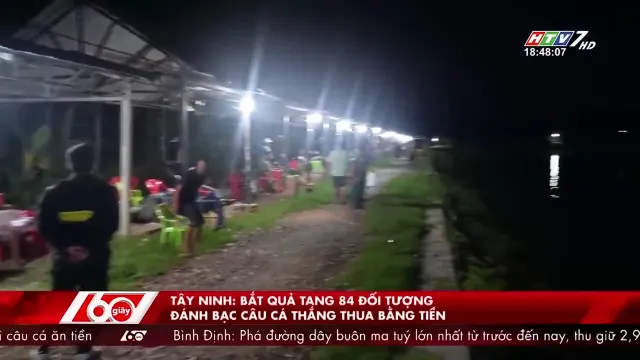 HTV7 HD
18:48:07
60 giây
TÂY NINH: BẮT QUẢ TANG 84 ĐỐI TƯỢNG
ĐÁNH BẠC CÂU CÁ THẮNG THUA BẰNG TIỀN
câu cá ăn tiền Bình Định: Phá đường dây buôn ma tuý lớn nhất từ trước đến nay, thu giữ 2,9